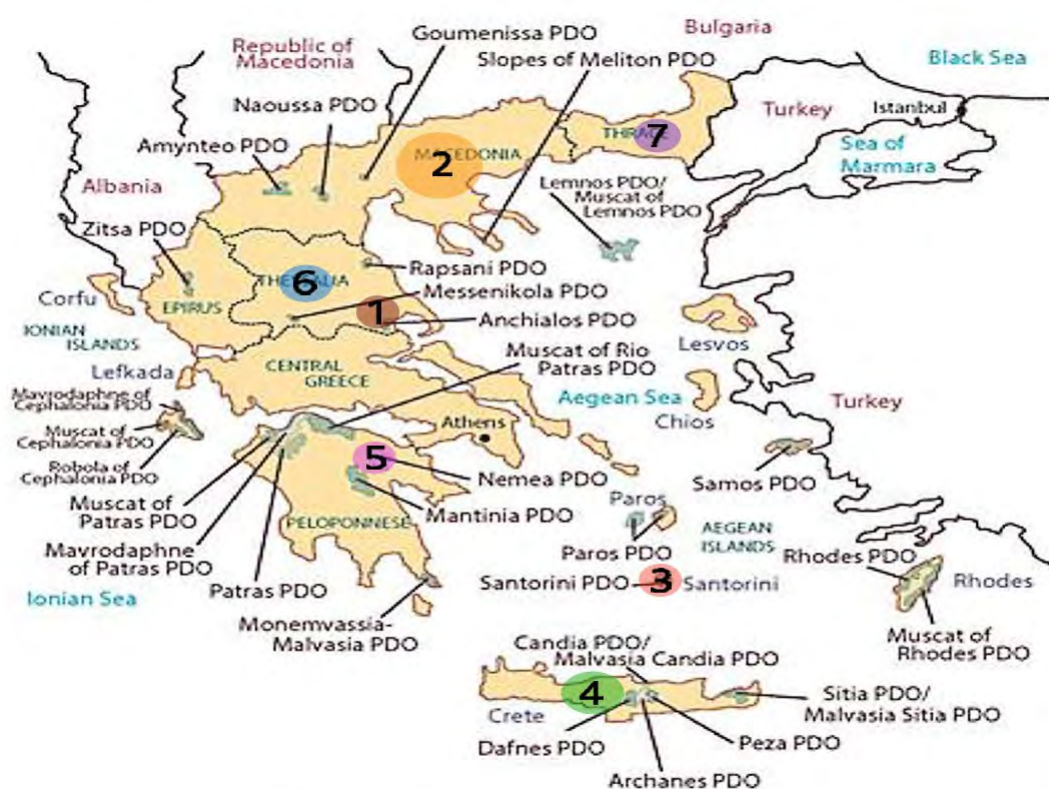 Goumenissa PDO
Bulgaria
Republic of
Macedonia
Slopes of Meliton PDO
Black Sea
Naoussa PDO
Turkey
Istanbul
Amynteo PDO
MACEDONIA
2
7
Sea of
Marmara
Albania
Lemnos PDO/
Muscat of
Lemnos PDO
Zitsa PDO
6
Rapsani PDO
Messenikola PDO
EPIRUS
1
Anchialos PDO
Corfu
IONIAN
ISLANDS
Lesvos
Muscat of Rio
Patras PDO
CENTRAL
GREECE
Lefkada
Aegean Sea
Chios
Turkey
Mavrodaphne of
Cephalonia PDO
Muscat of
Cephalonia PDO
Robola of
Cephalonia PDO
Athens
5
Nemea PDO
Samos PDO
Muscat of
Patras PDO
Mantinia PDO
Paros
PELOPONNESE
AEGEAN
ISLANDS
Mavrodaphne
of Patras PDO
Paros PDO
Rhodes PDO
Patras PDO
Santorini PDO
3
Santorini
Rhodes
Ionian Sea
Monemvassia-
Malvasia PDO
Muscat of
Rhodes PDO
Candia PDO/
Malvasia Candia PDO
4
Sitia PDO/
Malvasia Sitia PDO
Crete
Dafnes PDO
Peza PDO
Archanes PDO